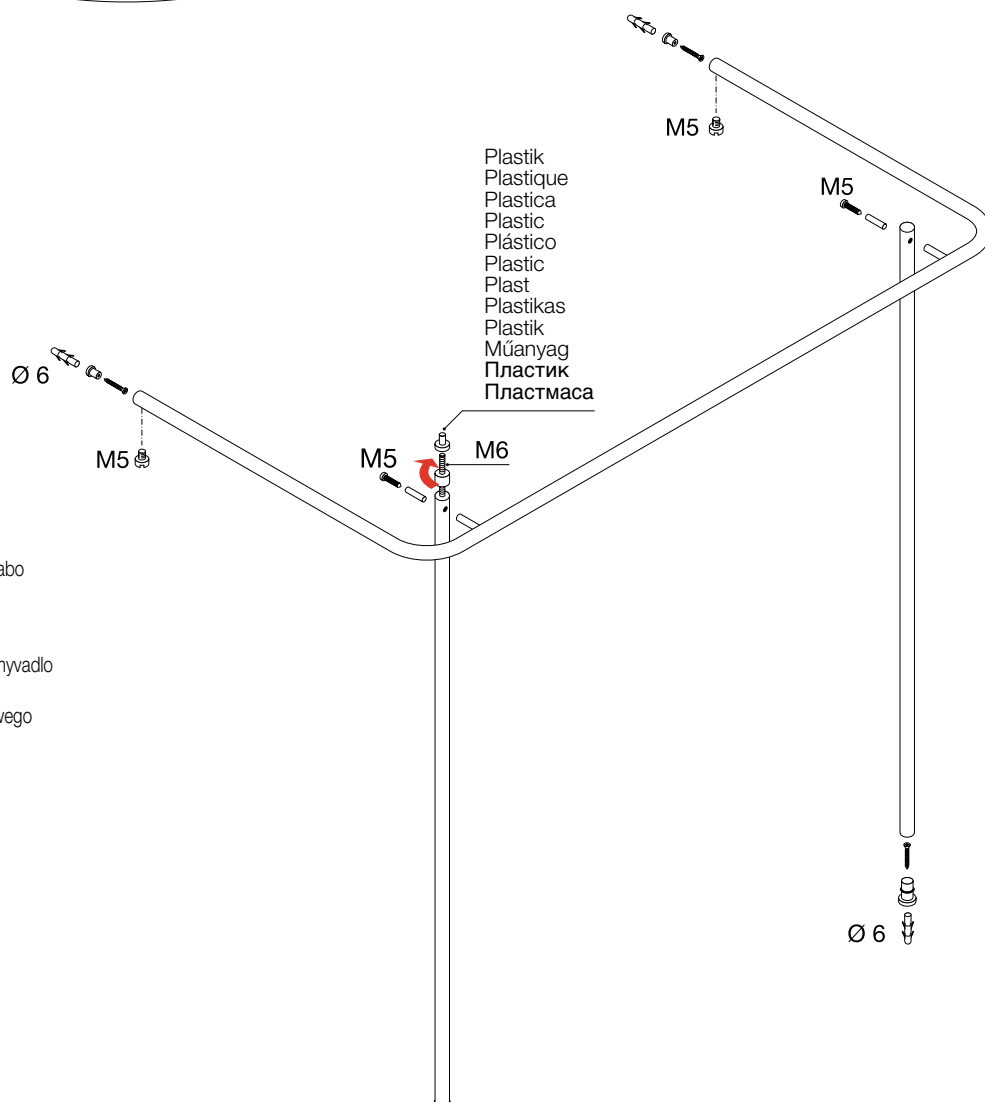 M5
M5
Plastik
Plastique
Plastica
Plastic
Plástico
Plastic
Plast
Plastikas
Plastik
Műanyag
Пластик
Пластмаса
Ø 6
M5
M5
M6
abo
nyvadlo
vego
Ø 6